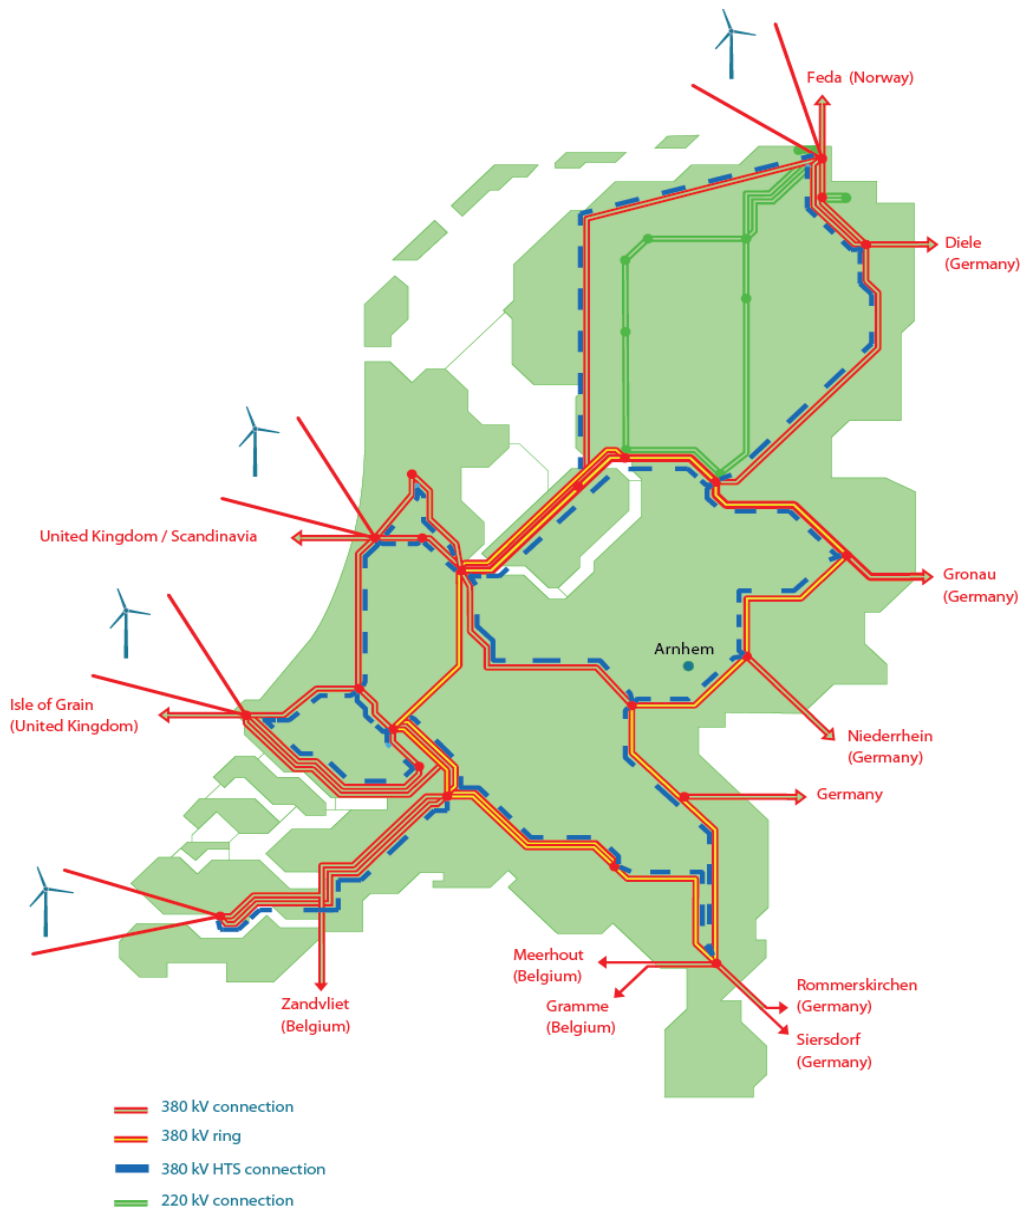 Feda (Norway)
Diele
(Germany)
United Kingdom / Scandinavia
Gronau
(Germany)
Arnhem
Isle of Grain
(United Kingdom)
Niederrhein
(Germany)
Germany
Meerhout
(Belgium)
Rommerskirchen
(Germany)
Gramme
(Belgium)
Zandvliet
(Belgium)
Siersdorf
(Germany)
380 kV connection
380 kV ring
380 kV HTS connection
220 kV connection